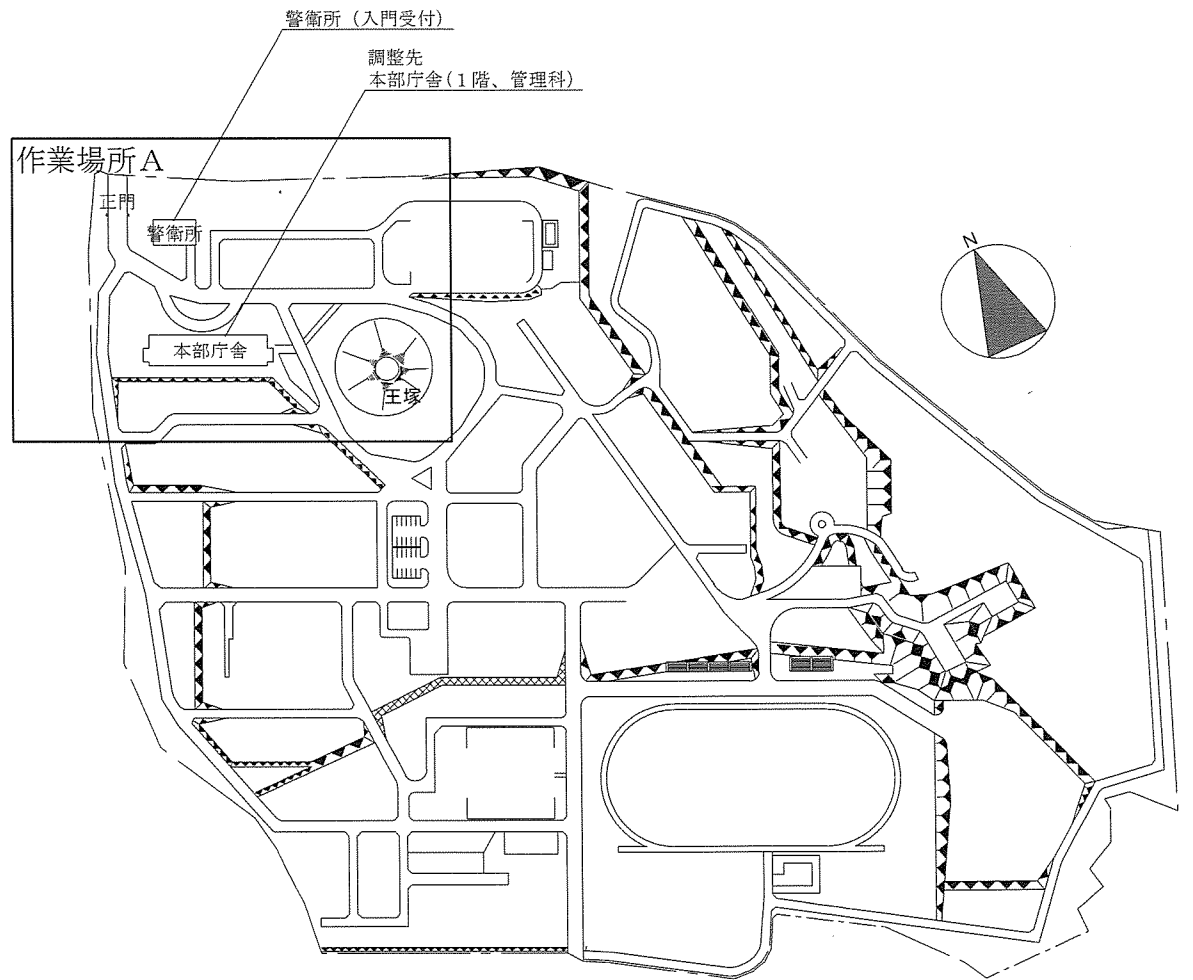 警衛所（入門受付）
調整先
本部庁舎（１階、管理科）
作業場所Ａ
正門
警衛所
本部庁舎
王塚
N